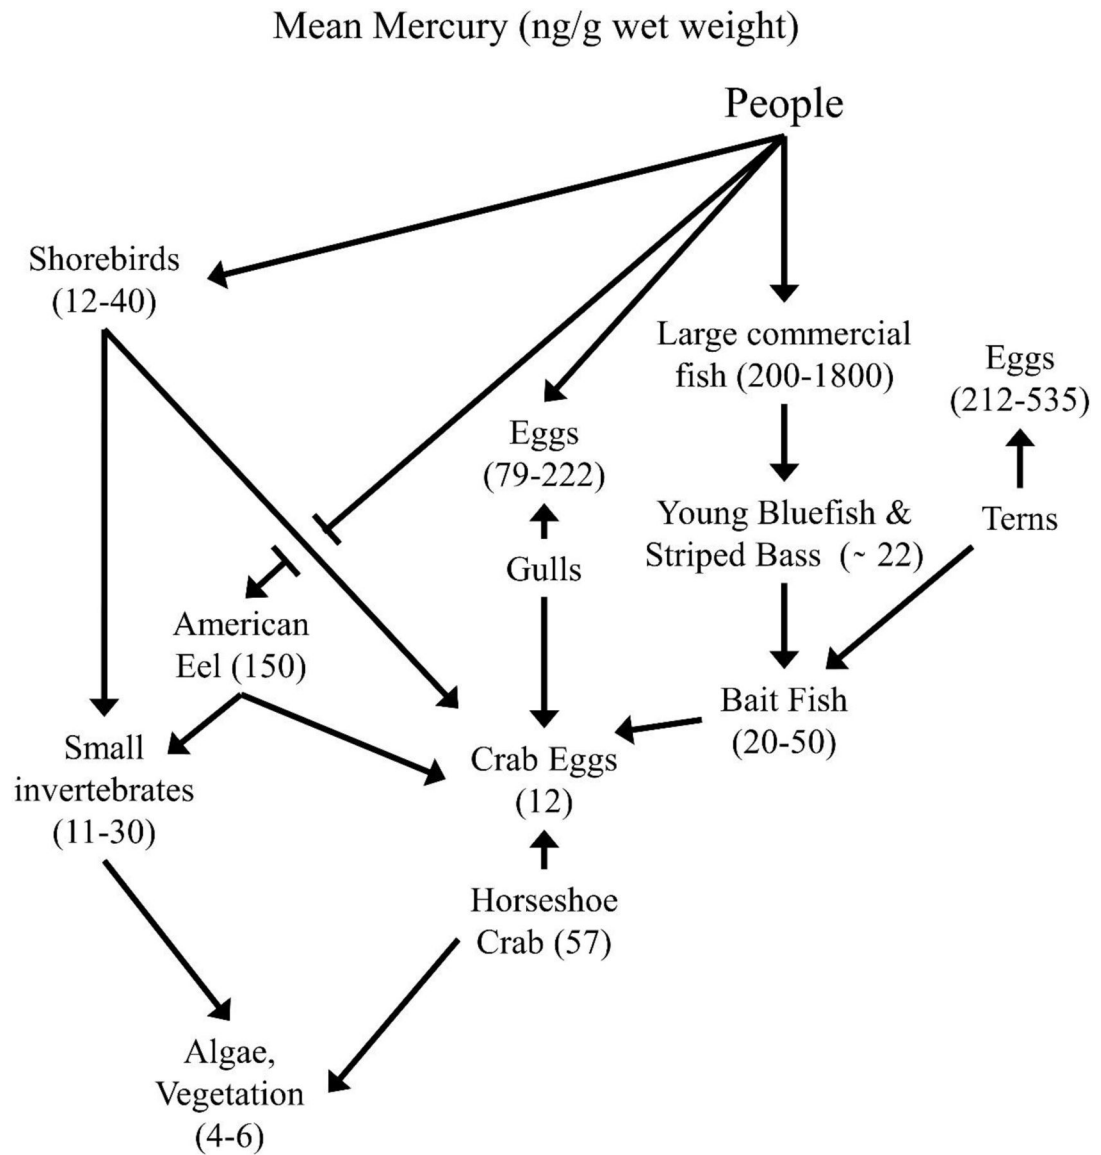 Mean Mercury (ng/g wet weight)
People
Shorebirds
(12-40)
Large commercial
fish (200-1800)
Eggs
(212-535)
Eggs
(79-222)
Young Bluefish &
Striped Bass (~ 22)
Terns
Gulls
American
Eel (150)
Bait Fish
(20-50)
Small
invertebrates
(11-30)
Crab Eggs
(12)
Horseshoe
Crab (57)
Algae,
Vegetation
(4-6)